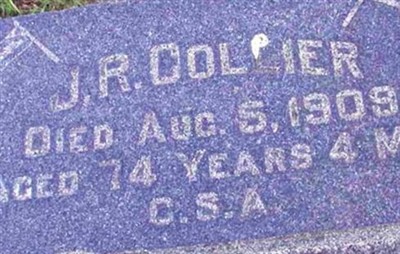 J. R. COLLIER
DIED AUG. 5, 1909
AGED 74 YEARS 4 M
C.S.A.